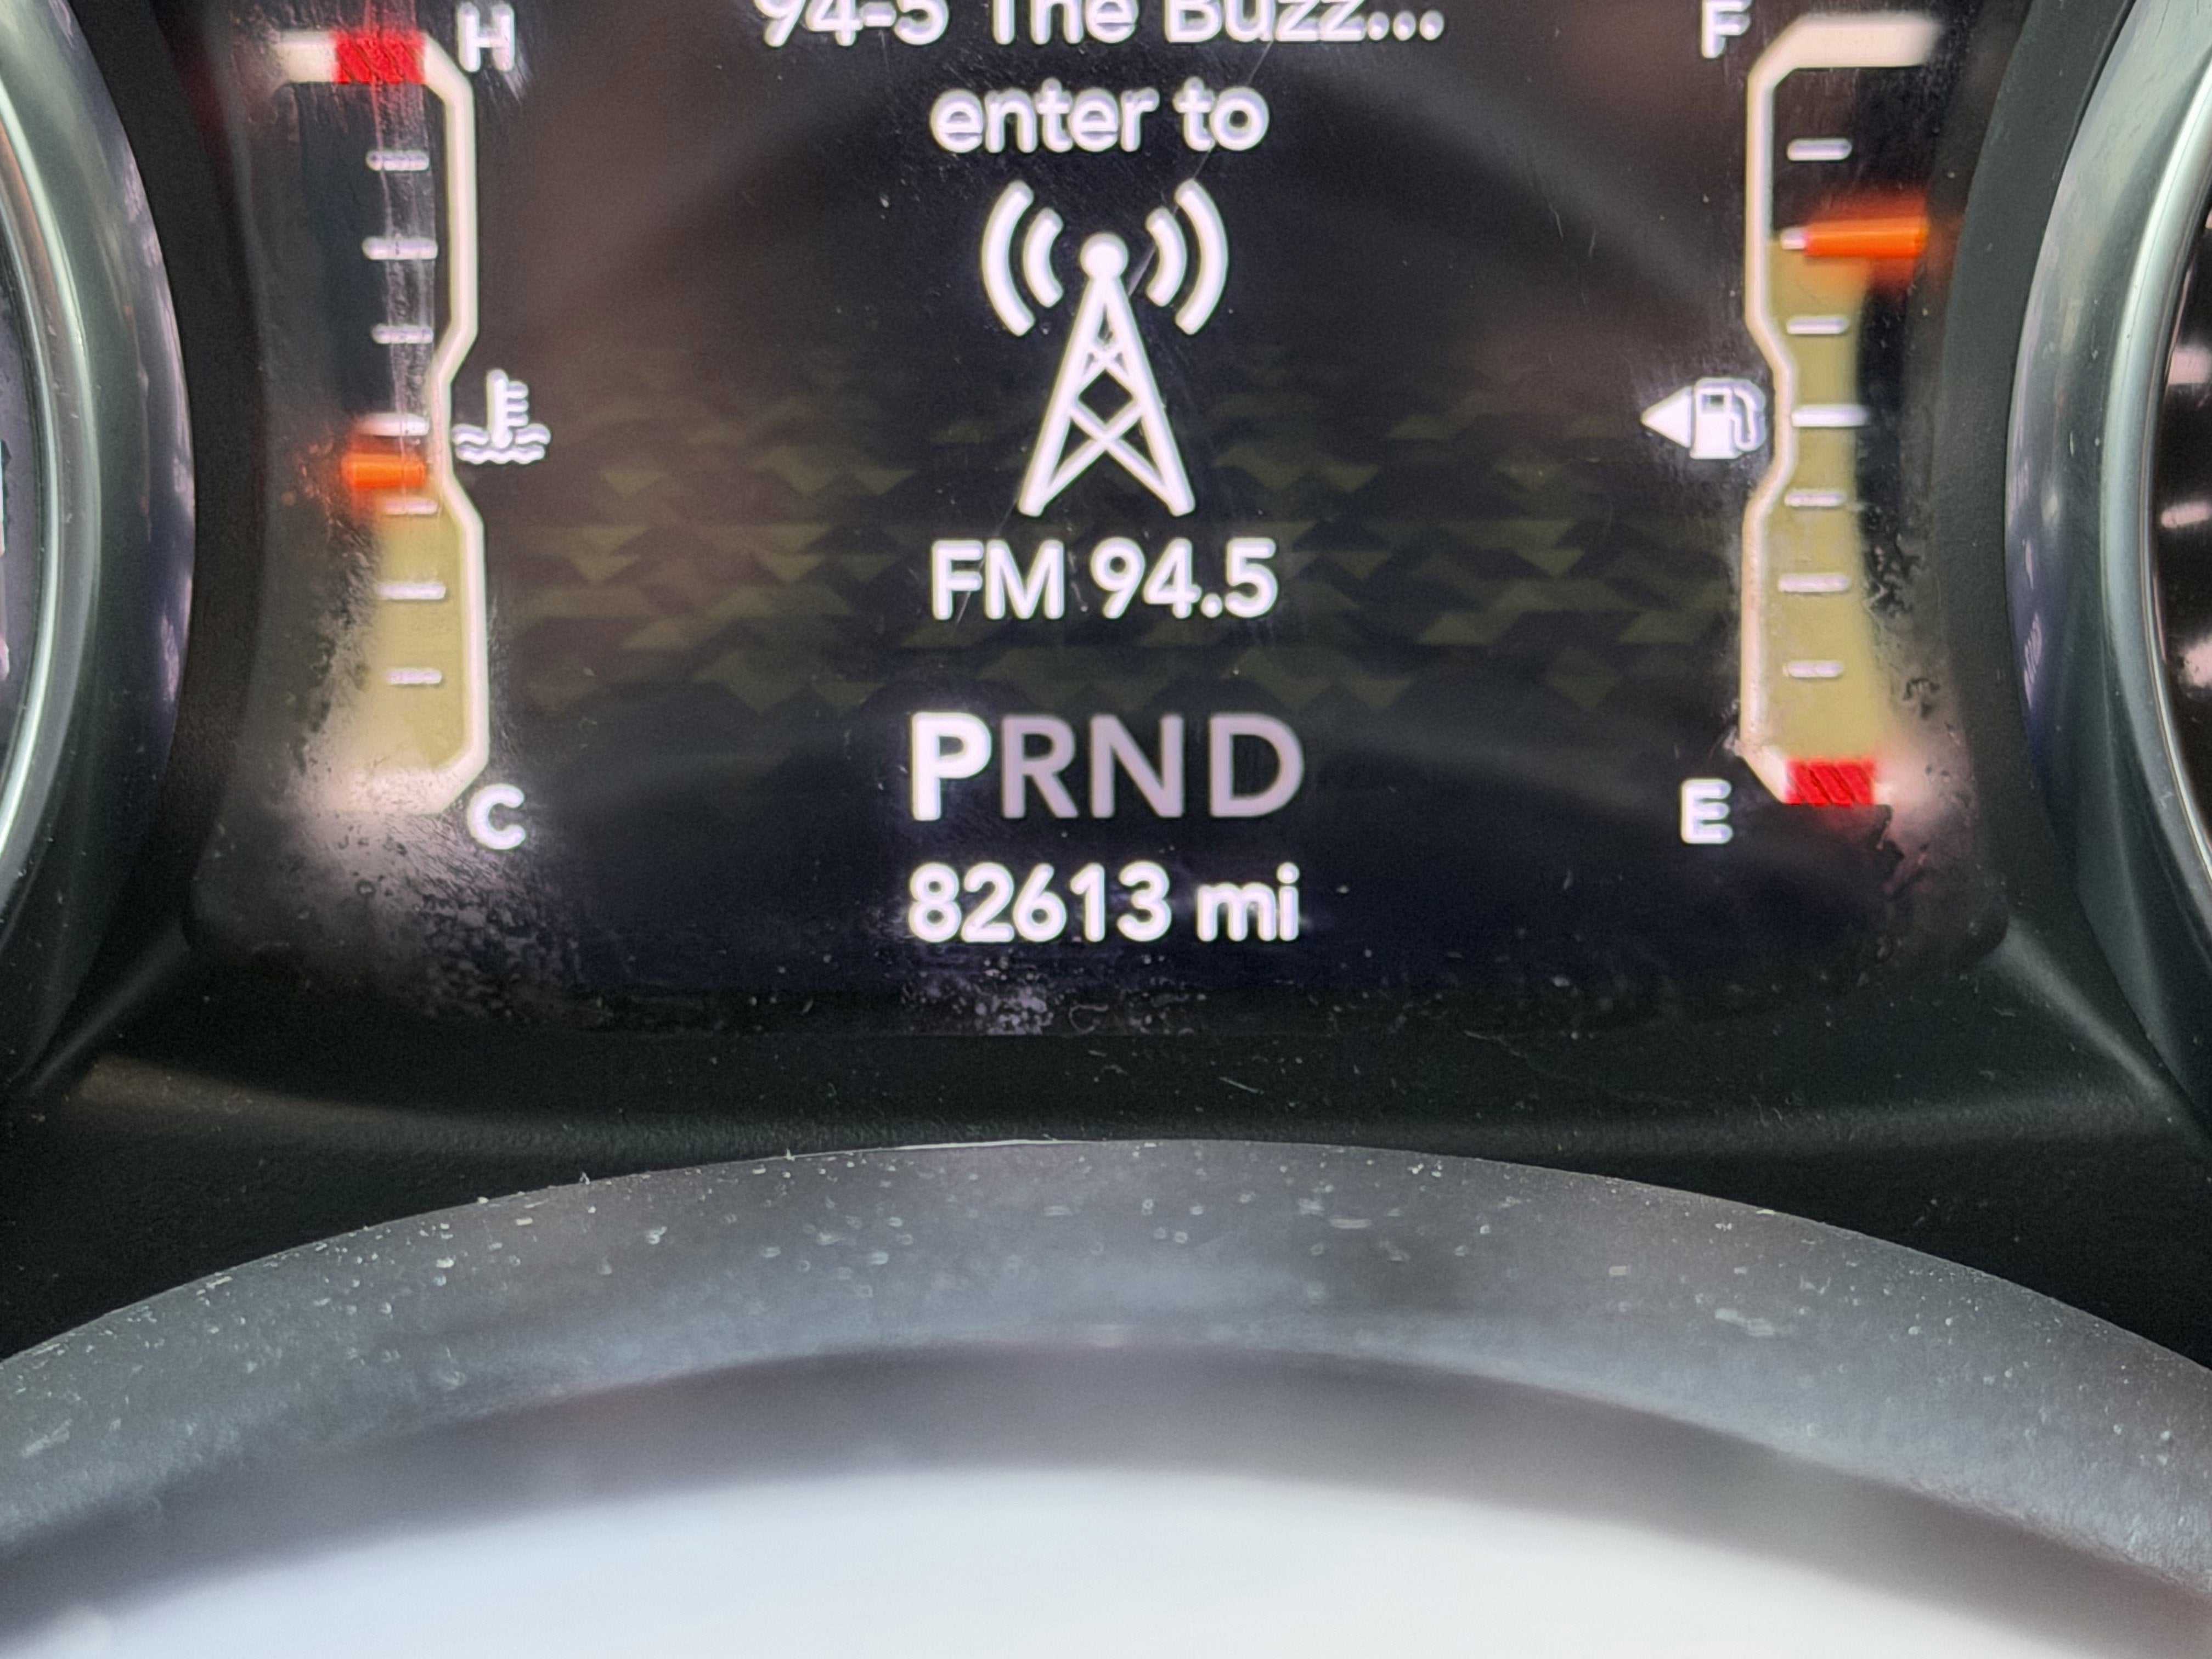 94-5 The Buzz...
H
F
enter to
FM 94.5
PRND
C
E
82613 mi